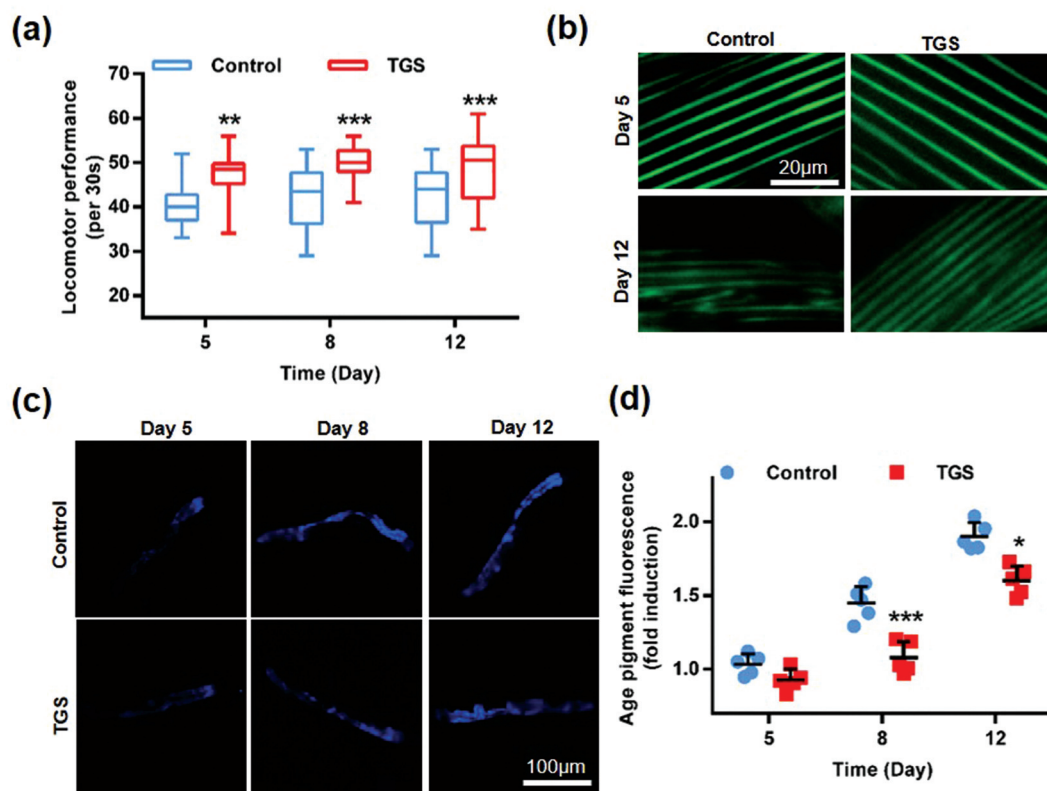 (a)
Control TGS
Locomotor performance
(per 30s)
70
60
50
40
30
20
** *** ***
5 8 12
Time (Day)
(b)
Control TGS
Day 5
20µm
Day 12
(c)
Day 5 Day 8 Day 12
Control
TGS
100µm
(d)
Control TGS
Age pigment fluorescence
(fold induction)
2.0
1.5
1.0
*** *
5 8 12
Time (Day)